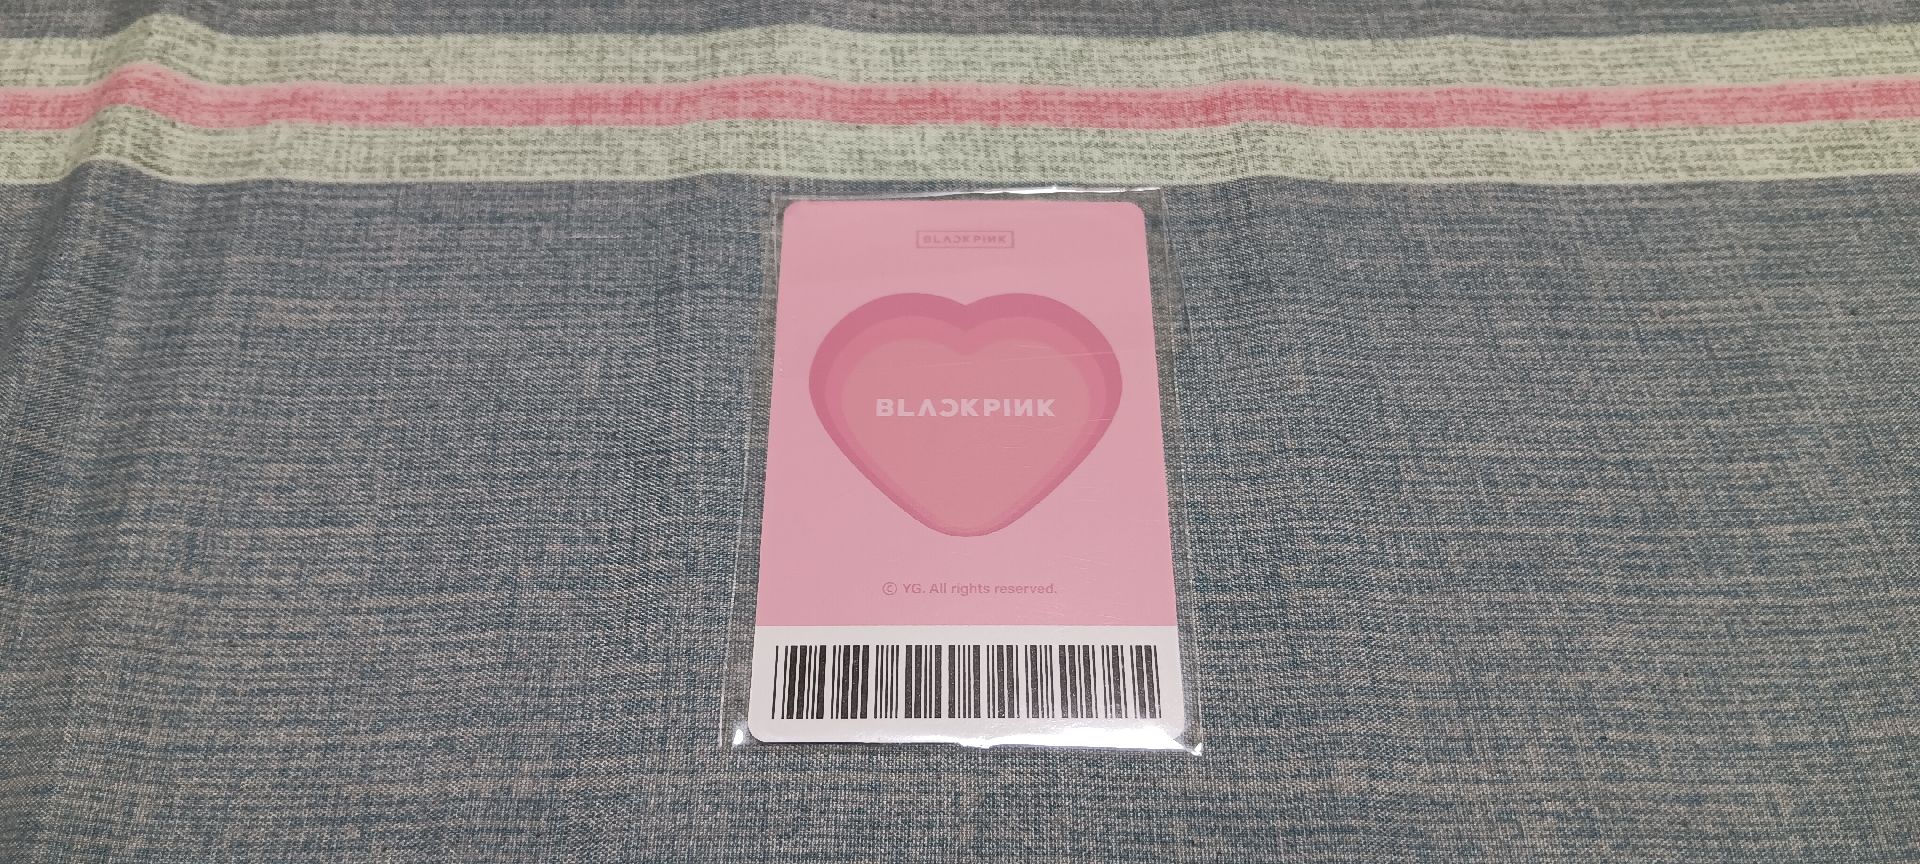 BLACKPINK
BLACKPINK
© YG. All rights reserved.